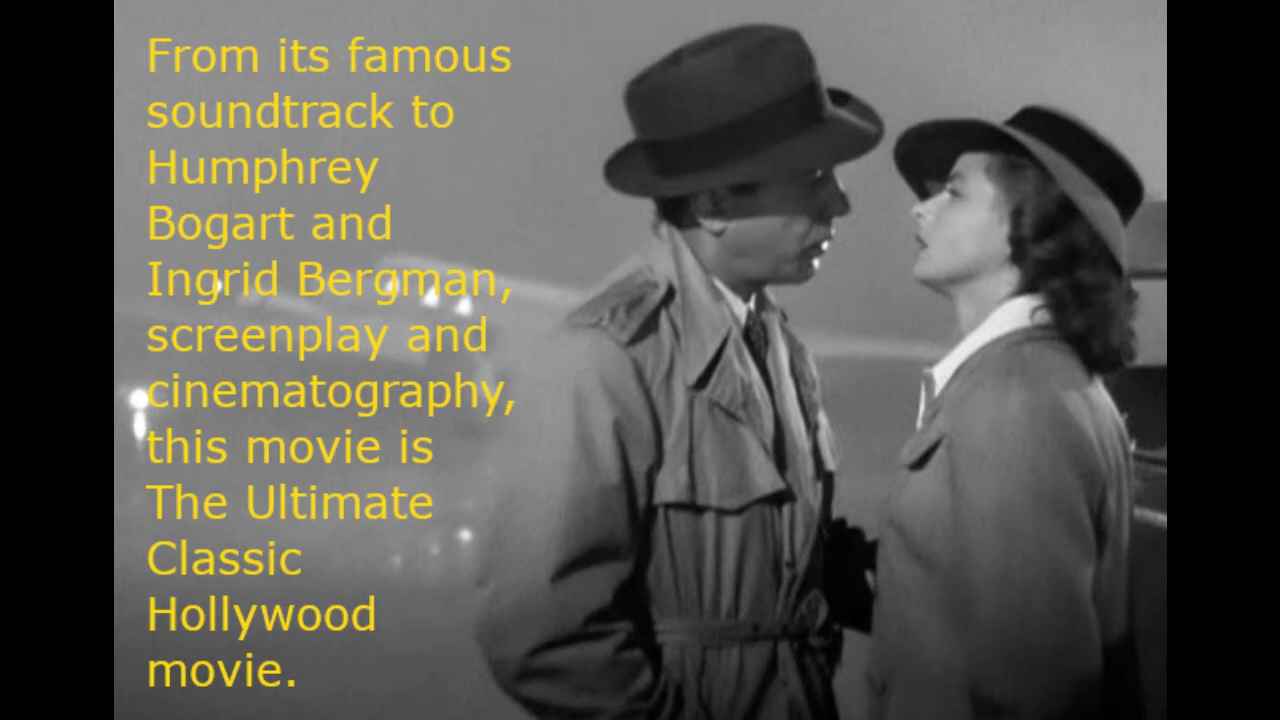 From its famous
soundtrack to
Humphrey
Bogart and
Ingrid Bergman,
screenplay and
cinematography,
this movie is
The Ultimate
Classic
Hollywood
movie.